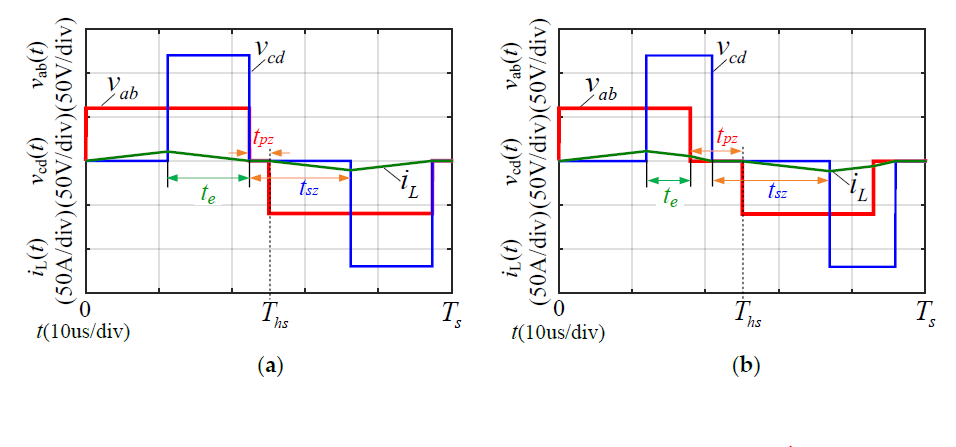 v_ab(t) (50V/div)
v_cd(t) (50V/div)
i_L(t) (50A/div)
v_ab
v_cd
t_pz
t_e
t_sz
i_L
0
T_hs
T_s
t(10us/div)
(a)
v_ab(t) (50V/div)
v_cd(t) (50V/div)
i_L(t) (50A/div)
v_ab
v_cd
t_pz
t_e
t_sz
i_L
0
T_hs
T_s
t(10us/div)
(b)